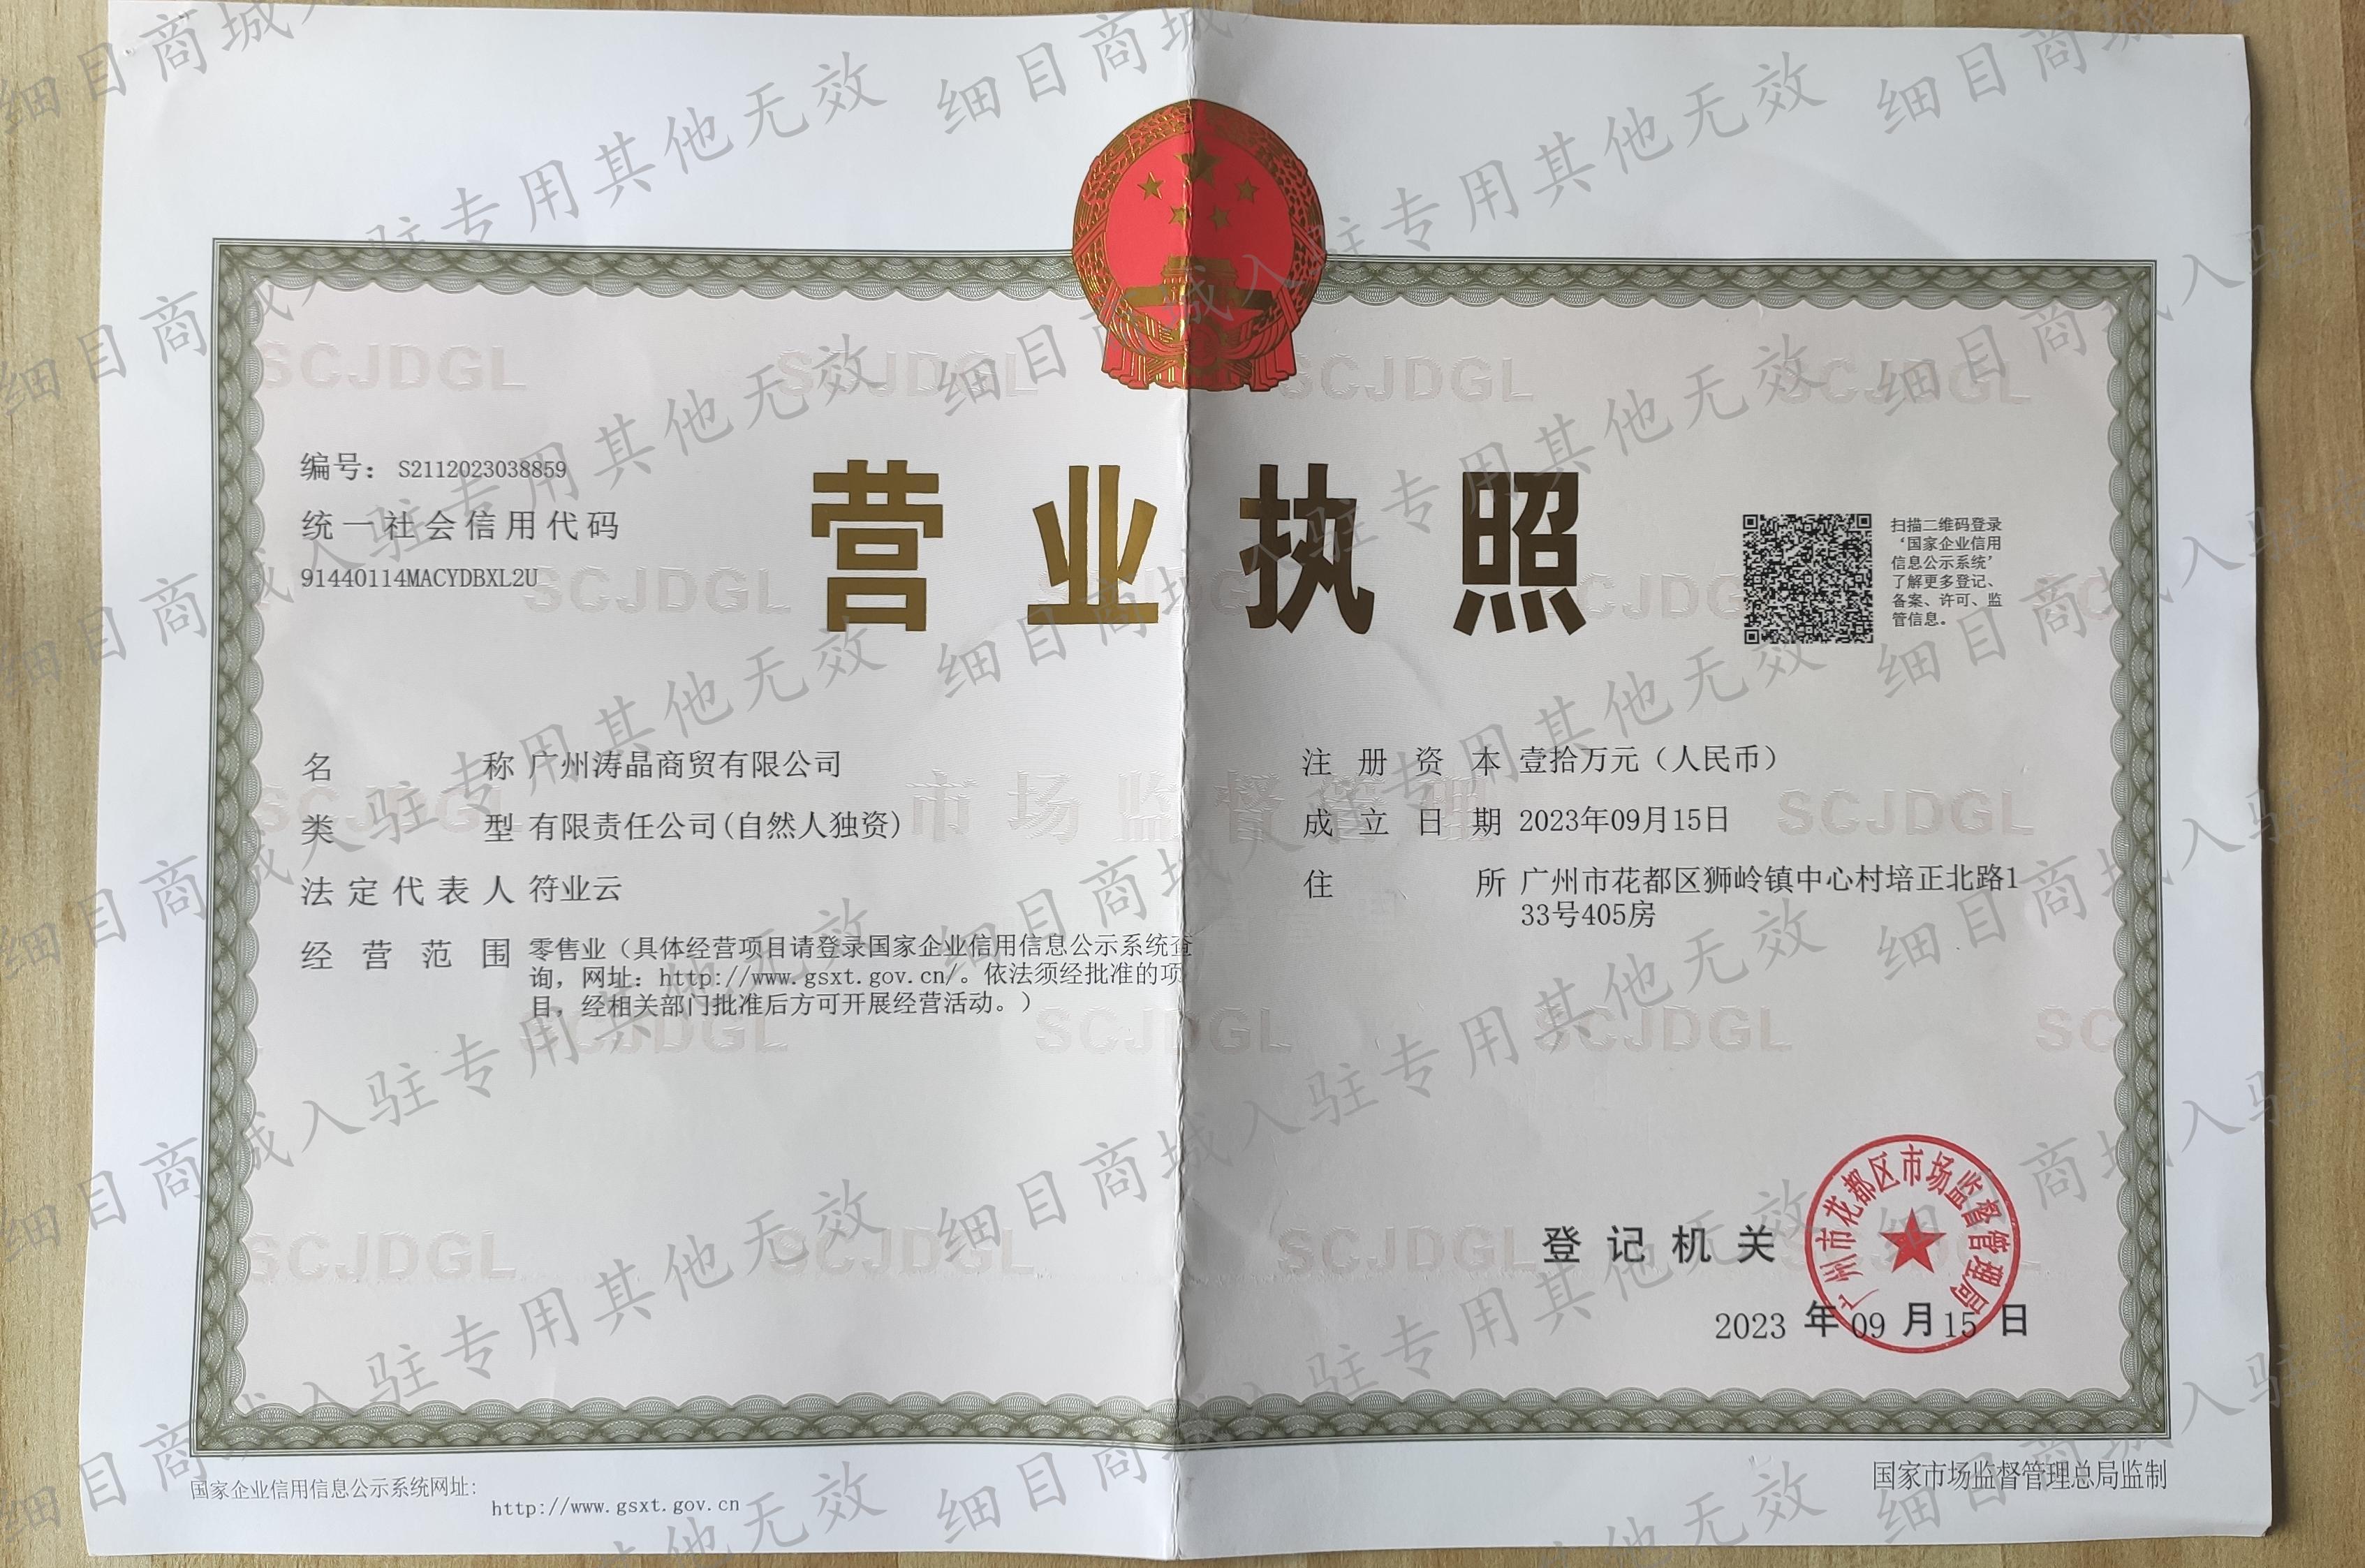 编号：S2112023038859
统一社会信用代码
91440114MACYDBXL2U
营业执照
扫描二维码登录
‘国家企业信用
信息公示系统’
了解更多登记、
备案、许可、监
管信息。
名称 广州涛晶商贸有限公司
类型 有限责任公司(自然人独资)
法定代表人 符业云
经营范围 零售业（具体经营项目请登录国家企业信用信息公示系统查
询，网址：http://www.gsxt.gov.cn/。依法须经批准的项
目，经相关部门批准后方可开展经营活动。）
注册资本 壹拾万元（人民币）
成立日期 2023年09月15日
住所 广州市花都区狮岭镇中心村培正北路1
33号405房
登记机关
广州市花都区市场监督管理局
2023 年 09 月 15 日
国家企业信用信息公示系统网址：
http://www.gsxt.gov.cn
国家市场监督管理总局监制
SCJDGL
市场监督管理
细目商城入驻专用其他无效